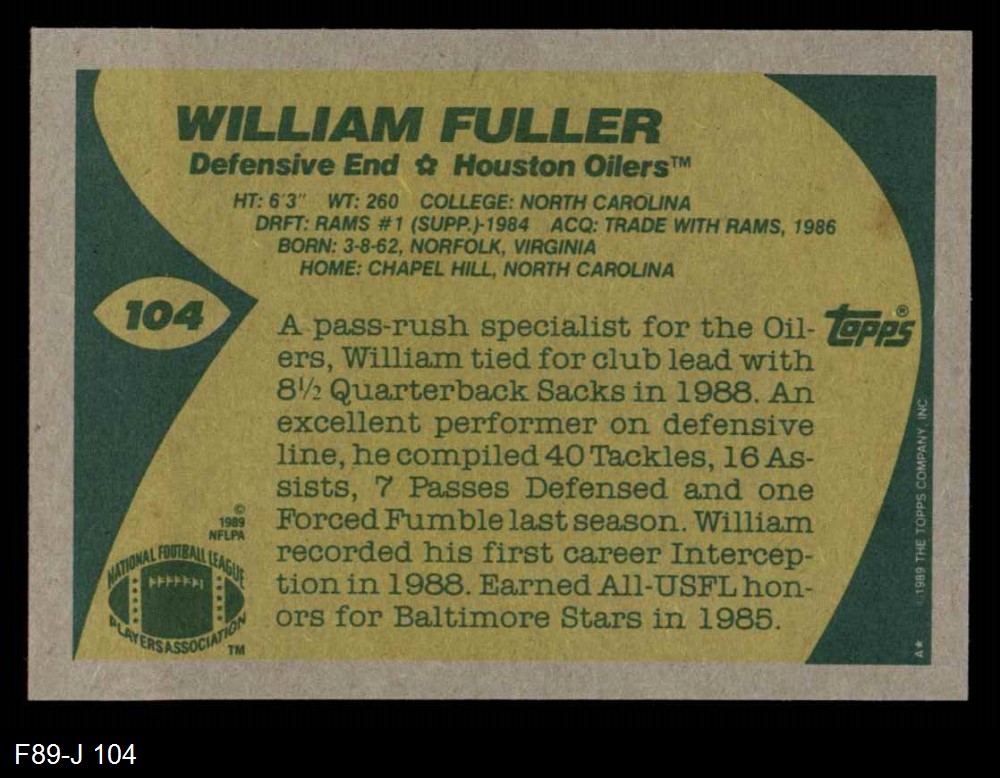 WILLIAM FULLER
Defensive End ✿ Houston Oilers™
HT: 6'3" WT: 260 COLLEGE: NORTH CAROLINA
DRFT: RAMS #1 (SUPP.)-1984 ACQ: TRADE WITH RAMS, 1986
BORN: 3-8-62, NORFOLK, VIRGINIA
HOME: CHAPEL HILL, NORTH CAROLINA
104
topps®
A pass-rush specialist for the Oil-
ers, William tied for club lead with
8½ Quarterback Sacks in 1988. An
excellent performer on defensive
line, he compiled 40 Tackles, 16 As-
sists, 7 Passes Defensed and one
Forced Fumble last season. William
recorded his first career Intercep-
tion in 1988. Earned All-USFL hon-
ors for Baltimore Stars in 1985.
©
1989
NFLPA
NATIONAL FOOTBALL LEAGUE
PLAYERS ASSOCIATION
TM
©1989 THE TOPPS COMPANY, INC
A★
F89-J 104